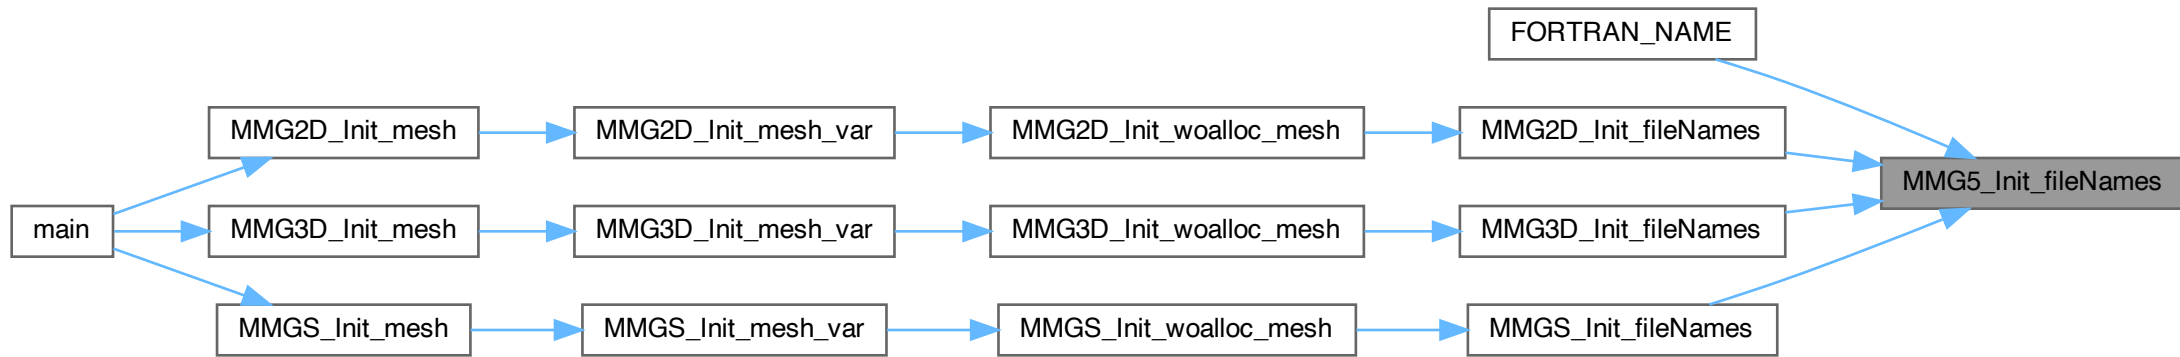 FORTRAN_NAME
MMG2D_Init_mesh
MMG2D_Init_mesh_var
MMG2D_Init_woalloc_mesh
MMG2D_Init_fileNames
MMG5_Init_fileNames
main
MMG3D_Init_mesh
MMG3D_Init_mesh_var
MMG3D_Init_woalloc_mesh
MMG3D_Init_fileNames
MMGS_Init_mesh
MMGS_Init_mesh_var
MMGS_Init_woalloc_mesh
MMGS_Init_fileNames